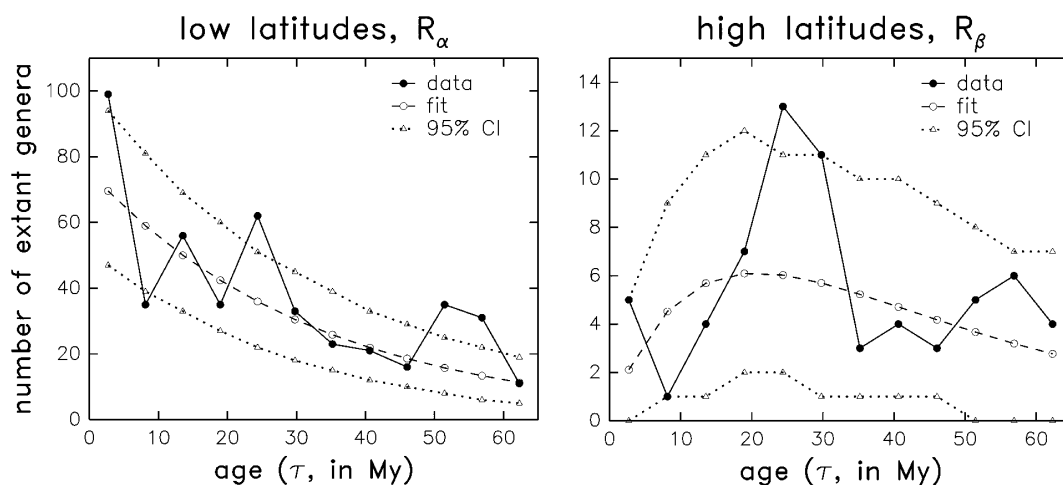 low latitudes, Rα
high latitudes, Rβ
0 10 20 30 40 50 60
0 20 40 60 80 100
number of extant genera
age (τ, in My)
data
fit
95% CI
0 10 20 30 40 50 60
0 2 4 6 8 10 12 14
age (τ, in My)
data
fit
95% CI